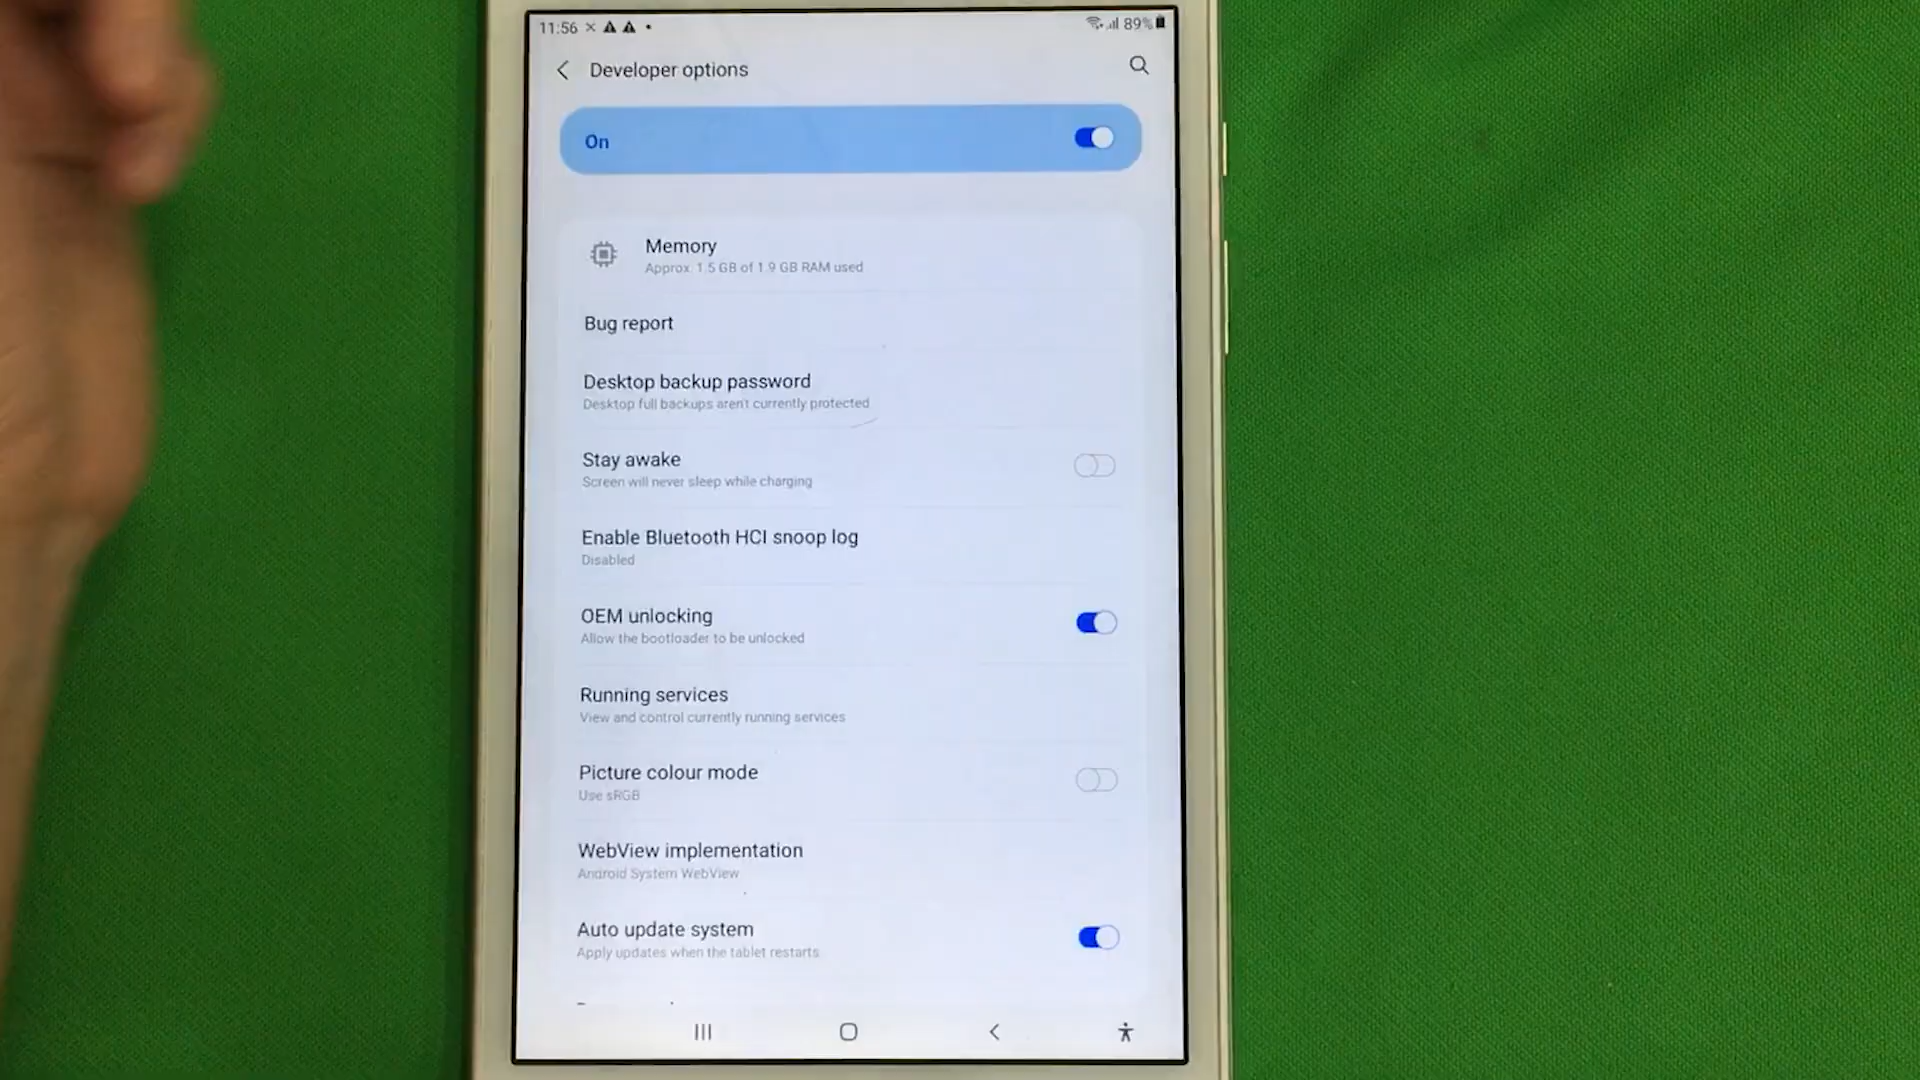 11:56
89%
Developer options
On
Memory
Approx. 1.5 GB of 1.9 GB RAM used
Bug report
Desktop backup password
Desktop full backups aren't currently protected
Stay awake
Screen will never sleep while charging
Enable Bluetooth HCI snoop log
Disabled
OEM unlocking
Allow the bootloader to be unlocked
Running services
View and control currently running services
Picture colour mode
Use sRGB
WebView implementation
Android System WebView
Auto update system
Apply updates when the tablet restarts